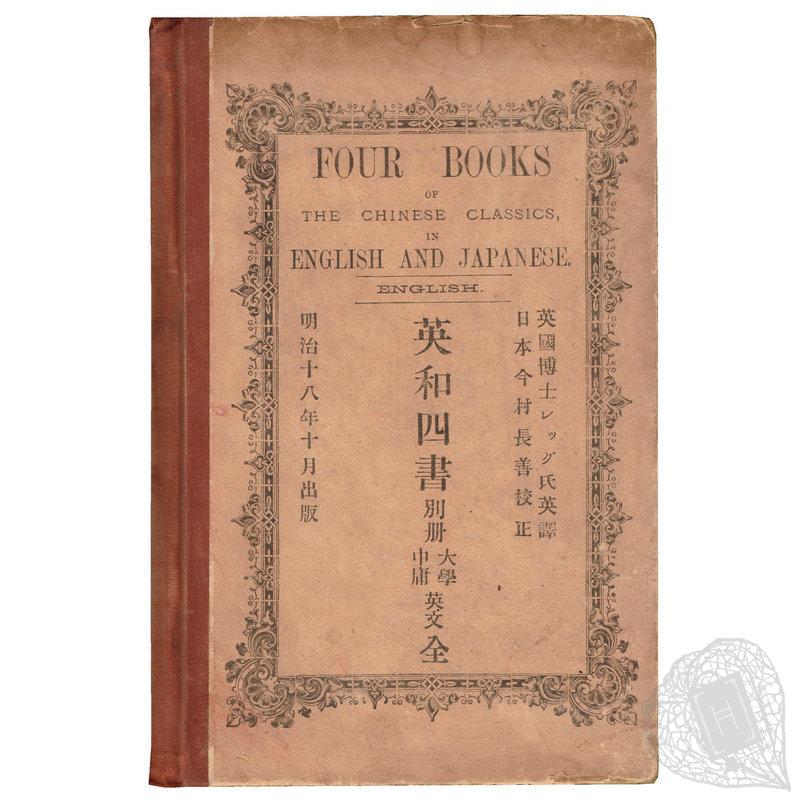 FOUR BOOKS
OF
THE CHINESE CLASSICS,
IN
ENGLISH AND JAPANESE.
ENGLISH.
英國博士レッグ氏英譯
日本今村長善校正
英和四書別册大學中庸英文全
明治十八年十月出版
H